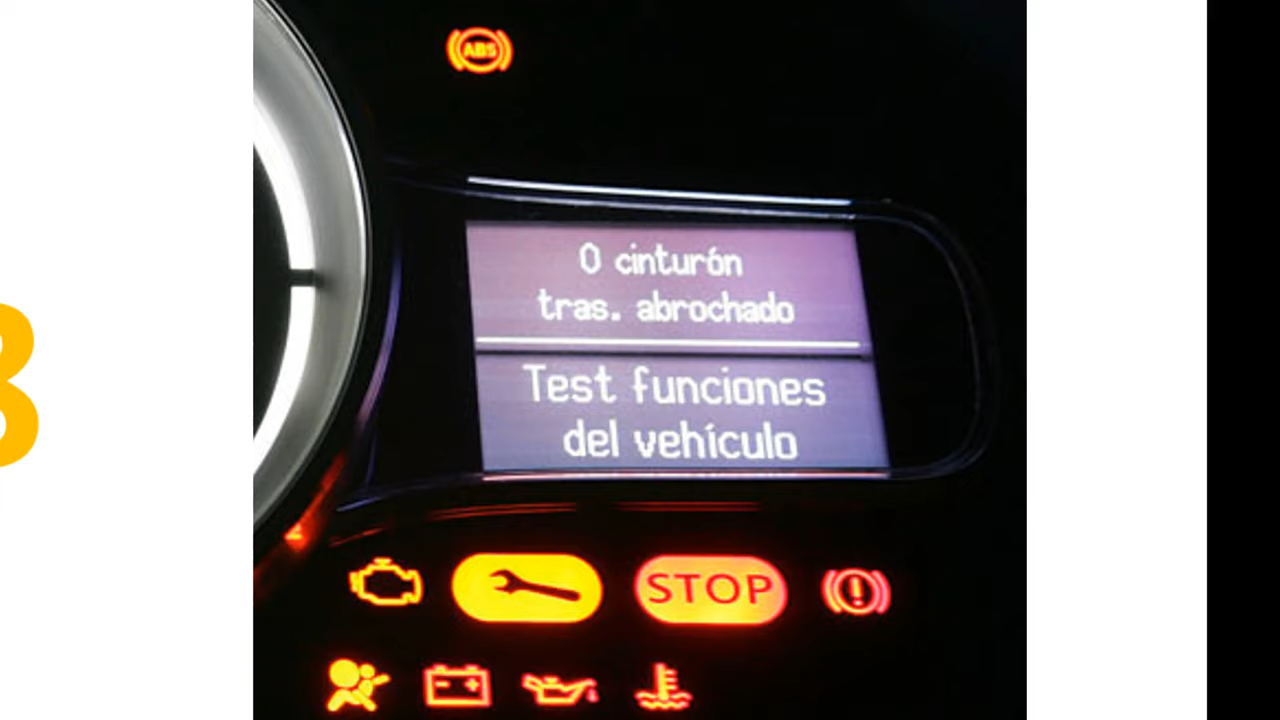 ABS
0 cinturón
tras. abrochado
Test funciones
del vehículo
STOP